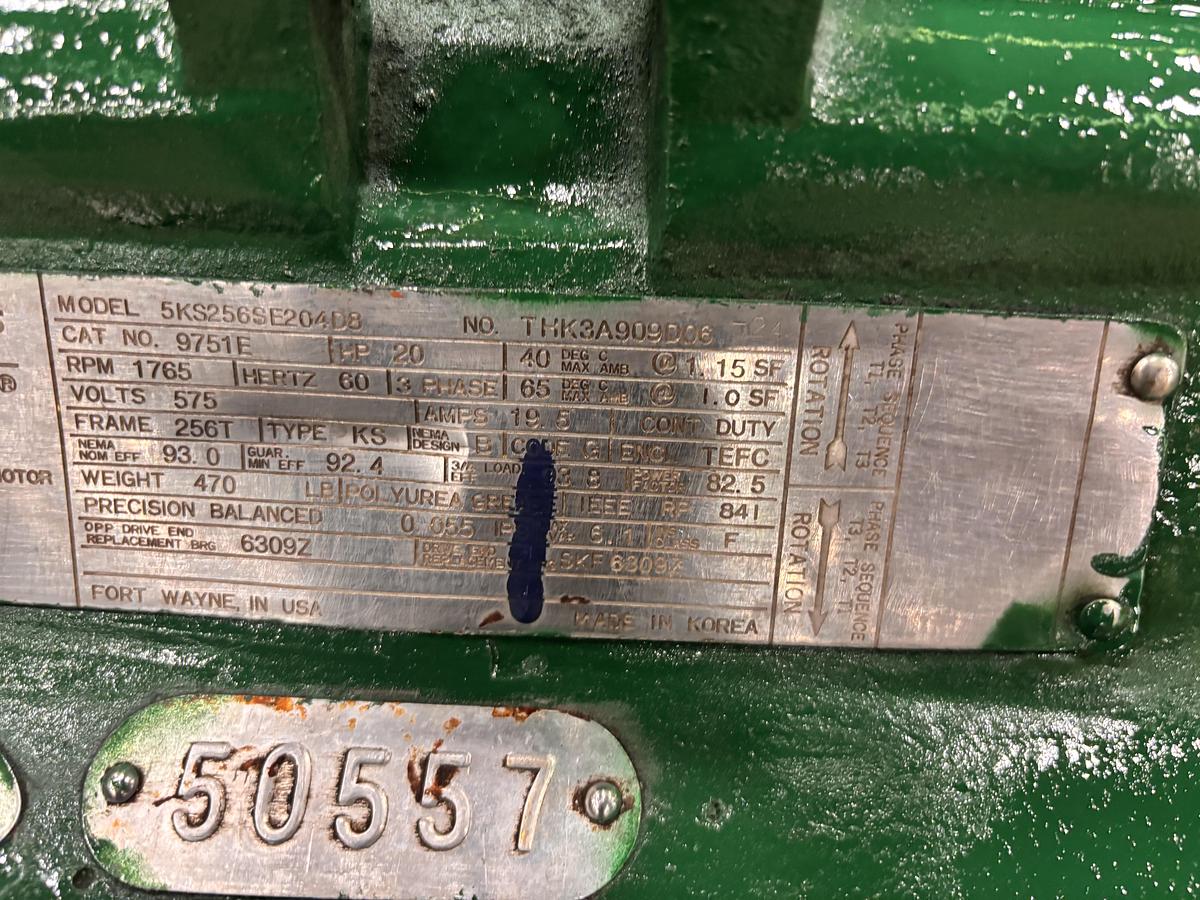 ®
MOTOR
MODEL 5KS256SE204D8 NO. THK3A909D06
CAT NO. 9751E HP 20 40 DEG C MAX AMB @ 1.15 SF
RPM 1765 HERTZ 60 3 PHASE 65 DEG C MAX AMB @ 1.0 SF
VOLTS 575 AMPS 19.5 CONT DUTY
FRAME 256T TYPE KS NEMA DESIGN B CODE G ENCL TEFC
NEMA NOM EFF 93.0 GUAR. MIN EFF 92.4 3/4 LOAD 82.5
WEIGHT 470 LB POLYUREA IEEE 841
PRECISION BALANCED 0.055 6.1 F
OPP DRIVE END REPLACEMENT BRG 6309Z DRIVE END SKF 6309Z
FORT WAYNE, IN USA MADE IN KOREA
ROTATION
PHASE SEQUENCE
T1, T2, T3
ROTATION
PHASE SEQUENCE
T3, T2, T1
50557